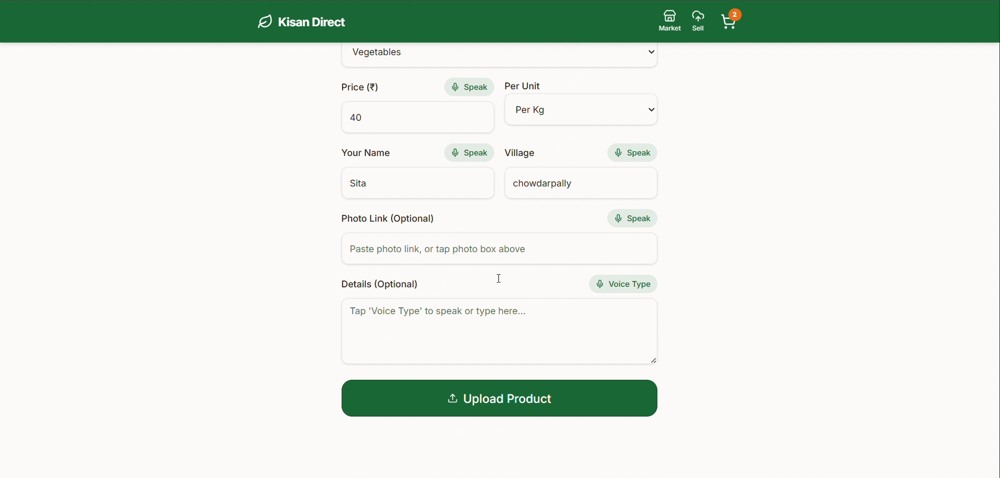 Kisan Direct
Market
Sell
2
Vegetables
Price (₹)
Speak
Per Unit
40
Per Kg
Your Name
Speak
Village
Speak
Sita
chowdarpally
Photo Link (Optional)
Speak
Paste photo link, or tap photo box above
Details (Optional)
Voice Type
Tap 'Voice Type' to speak or type here...
Upload Product